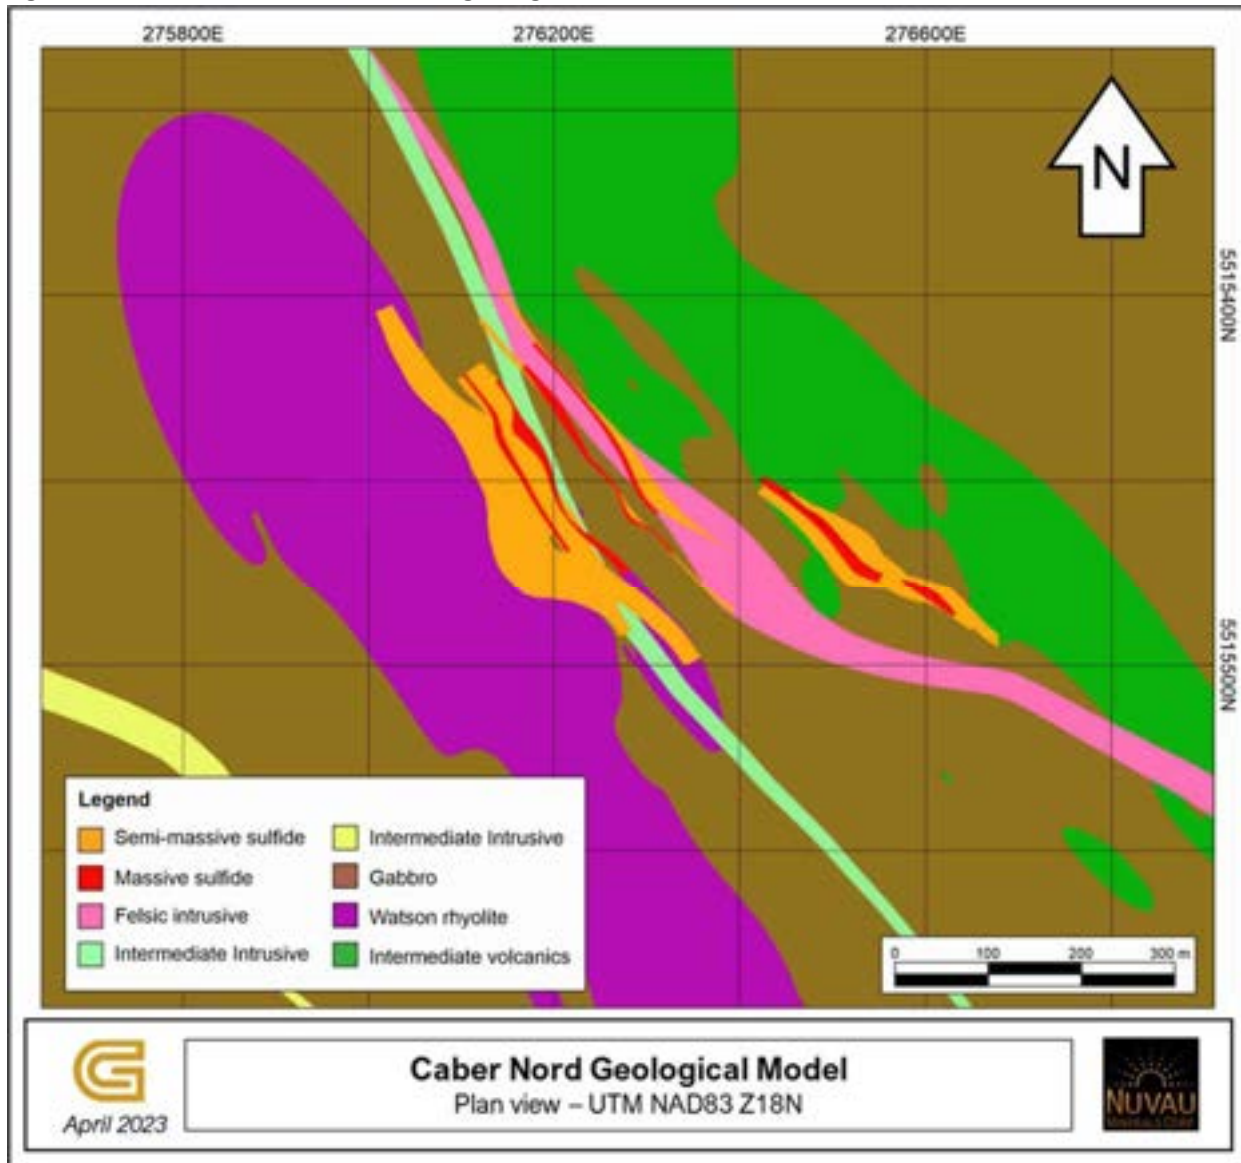 275800E
276200E
276600E
N
5515400N
5515500N
Legend
Semi-massive sulfide
Intermediate Intrusive
Massive sulfide
Gabbro
Felsic intrusive
Watson rhyolite
Intermediate Intrusive
Intermediate volcanics
0 100 200 300 m
April 2023
Caber Nord Geological Model
Plan view – UTM NAD83 Z18N
NUVAU